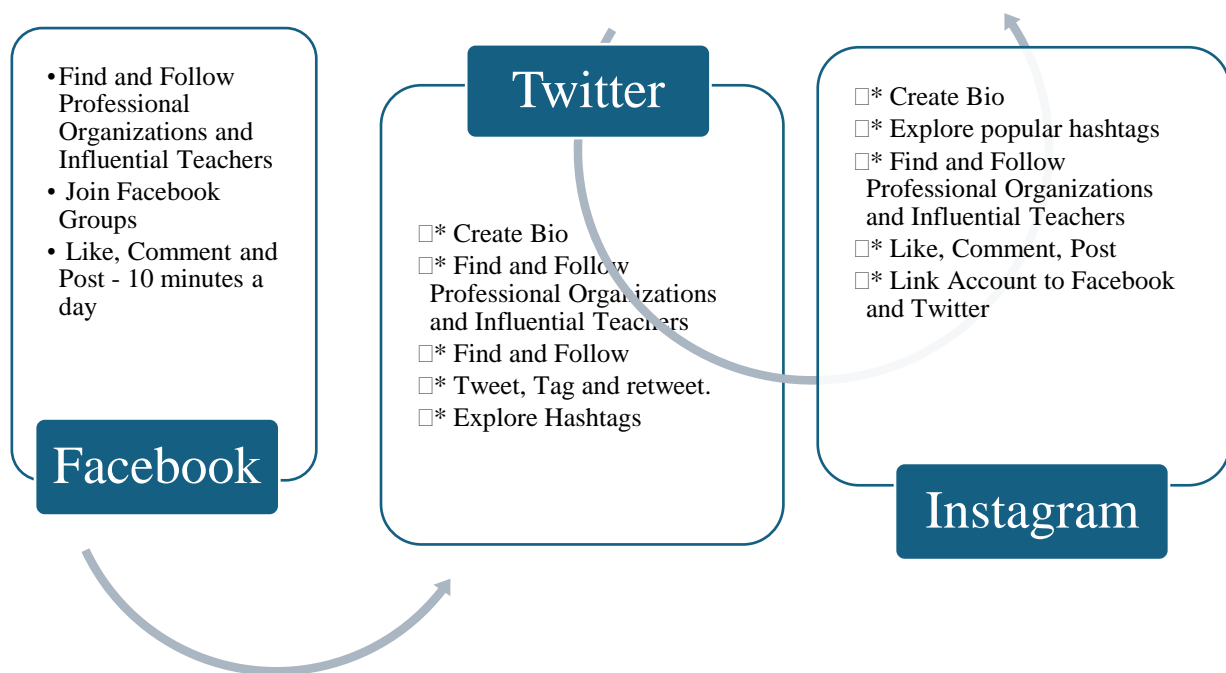 •Find and Follow
Professional
Organizations and
Influential Teachers
• Join Facebook
Groups
• Like, Comment and
Post - 10 minutes a
day
Facebook
Twitter
□* Create Bio
□* Find and Follow
Professional Organizations
and Influential Teachers
□* Find and Follow
□* Tweet, Tag and retweet.
□* Explore Hashtags
□* Create Bio
□* Explore popular hashtags
□* Find and Follow
Professional Organizations
and Influential Teachers
□* Like, Comment, Post
□* Link Account to Facebook
and Twitter
Instagram